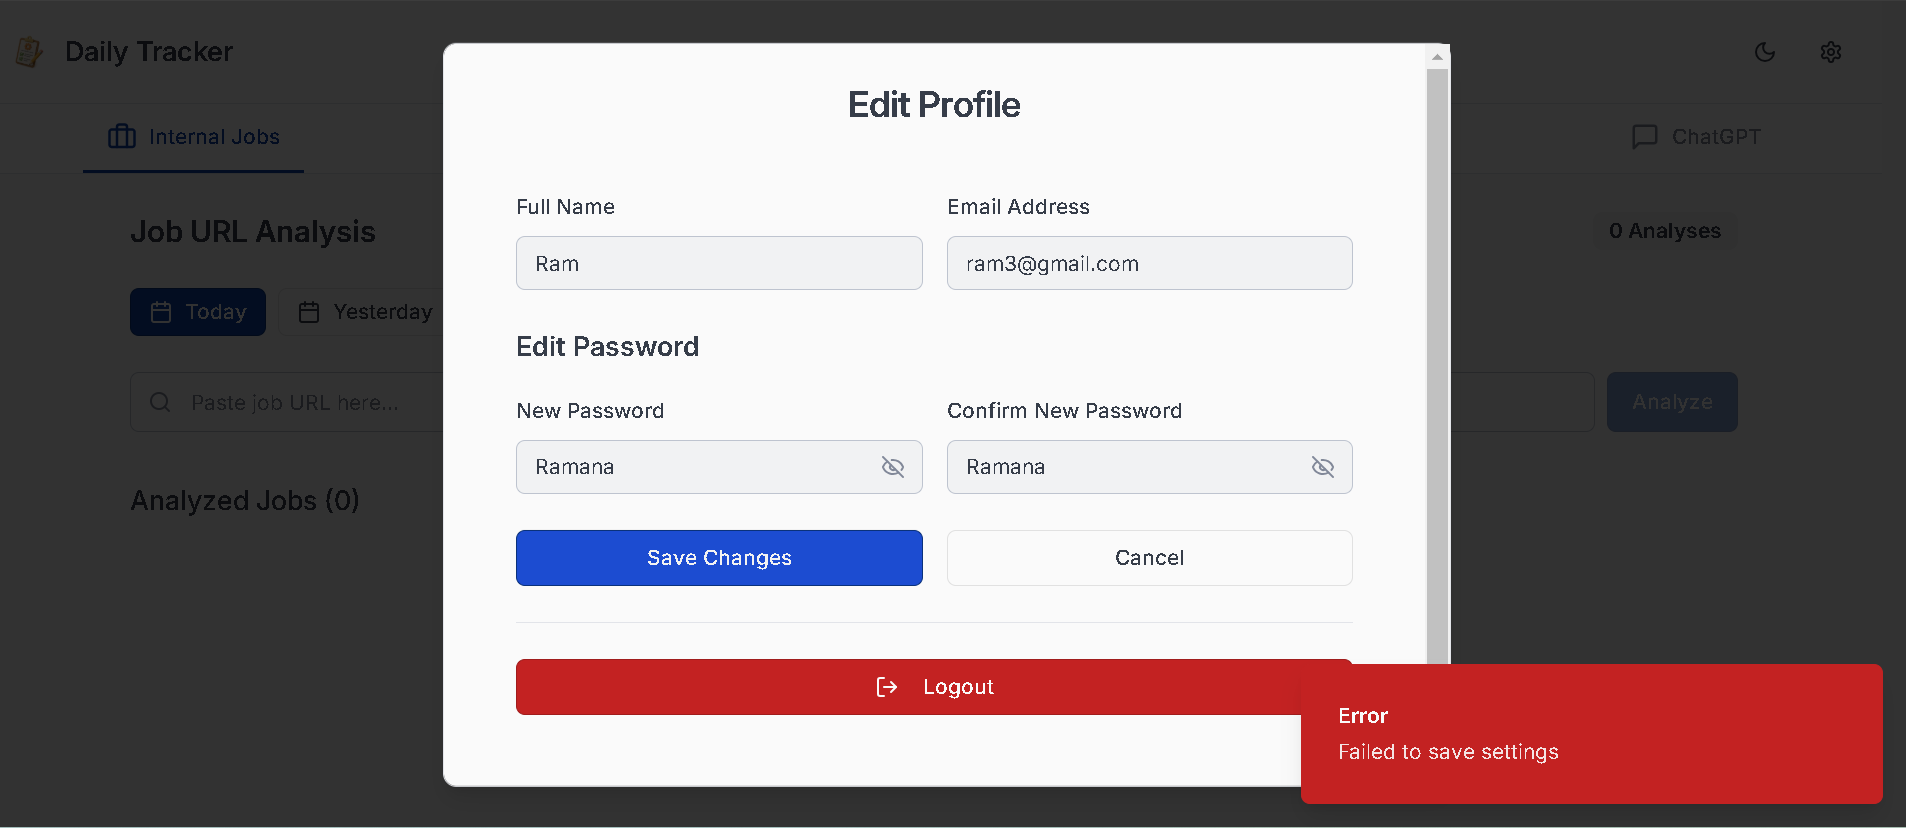 Daily Tracker
Internal Jobs
ChatGPT
Job URL Analysis
0 Analyses
Today
Yesterday
Paste job URL here...
Analyze
Analyzed Jobs (0)
Edit Profile
Full Name
Email Address
Ram
ram3@gmail.com
Edit Password
New Password
Confirm New Password
Ramana
Ramana
Save Changes
Cancel
Logout
Error
Failed to save settings